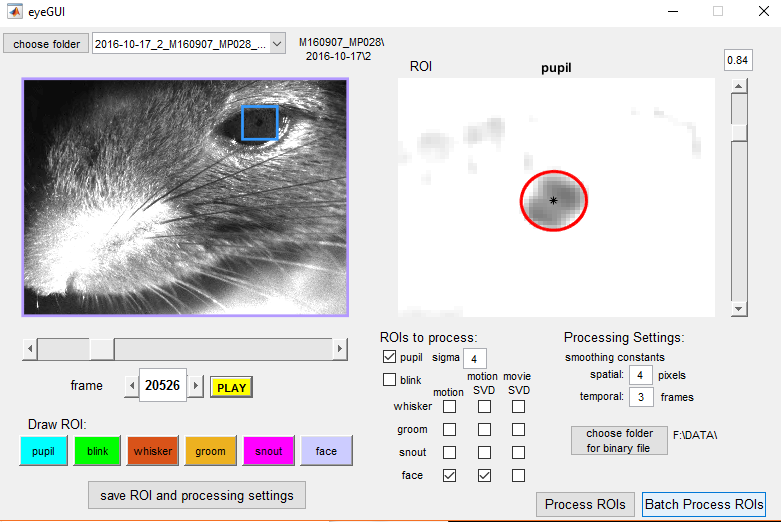 eyeGUI
choose folder
2016-10-17_2_M160907_MP028_...
M160907_MP028\
2016-10-17\2
ROI
pupil
0.84
frame
20526
PLAY
Draw ROI:
pupil blink whisker groom snout face
save ROI and processing settings
ROIs to process:
pupil sigma 4
blink
motion motion SVD movie SVD
whisker
groom
snout
face
Processing Settings:
smoothing constants
spatial: 4 pixels
temporal: 3 frames
choose folder
for binary file
F:\DATA\
Process ROIs
Batch Process ROIs